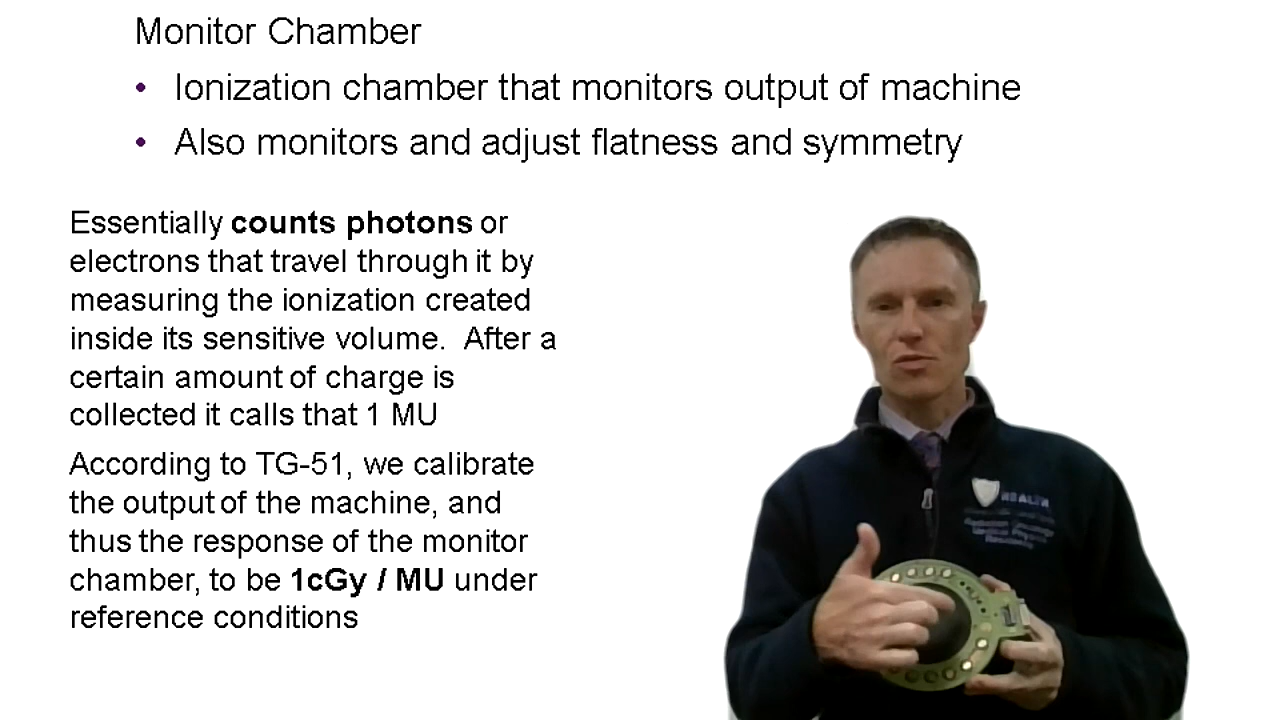 Monitor Chamber
• Ionization chamber that monitors output of machine
• Also monitors and adjust flatness and symmetry
Essentially counts photons or
electrons that travel through it by
measuring the ionization created
inside its sensitive volume.  After a
certain amount of charge is
collected it calls that 1 MU
According to TG-51, we calibrate
the output of the machine, and
thus the response of the monitor
chamber, to be 1cGy / MU under
reference conditions
HEALTH